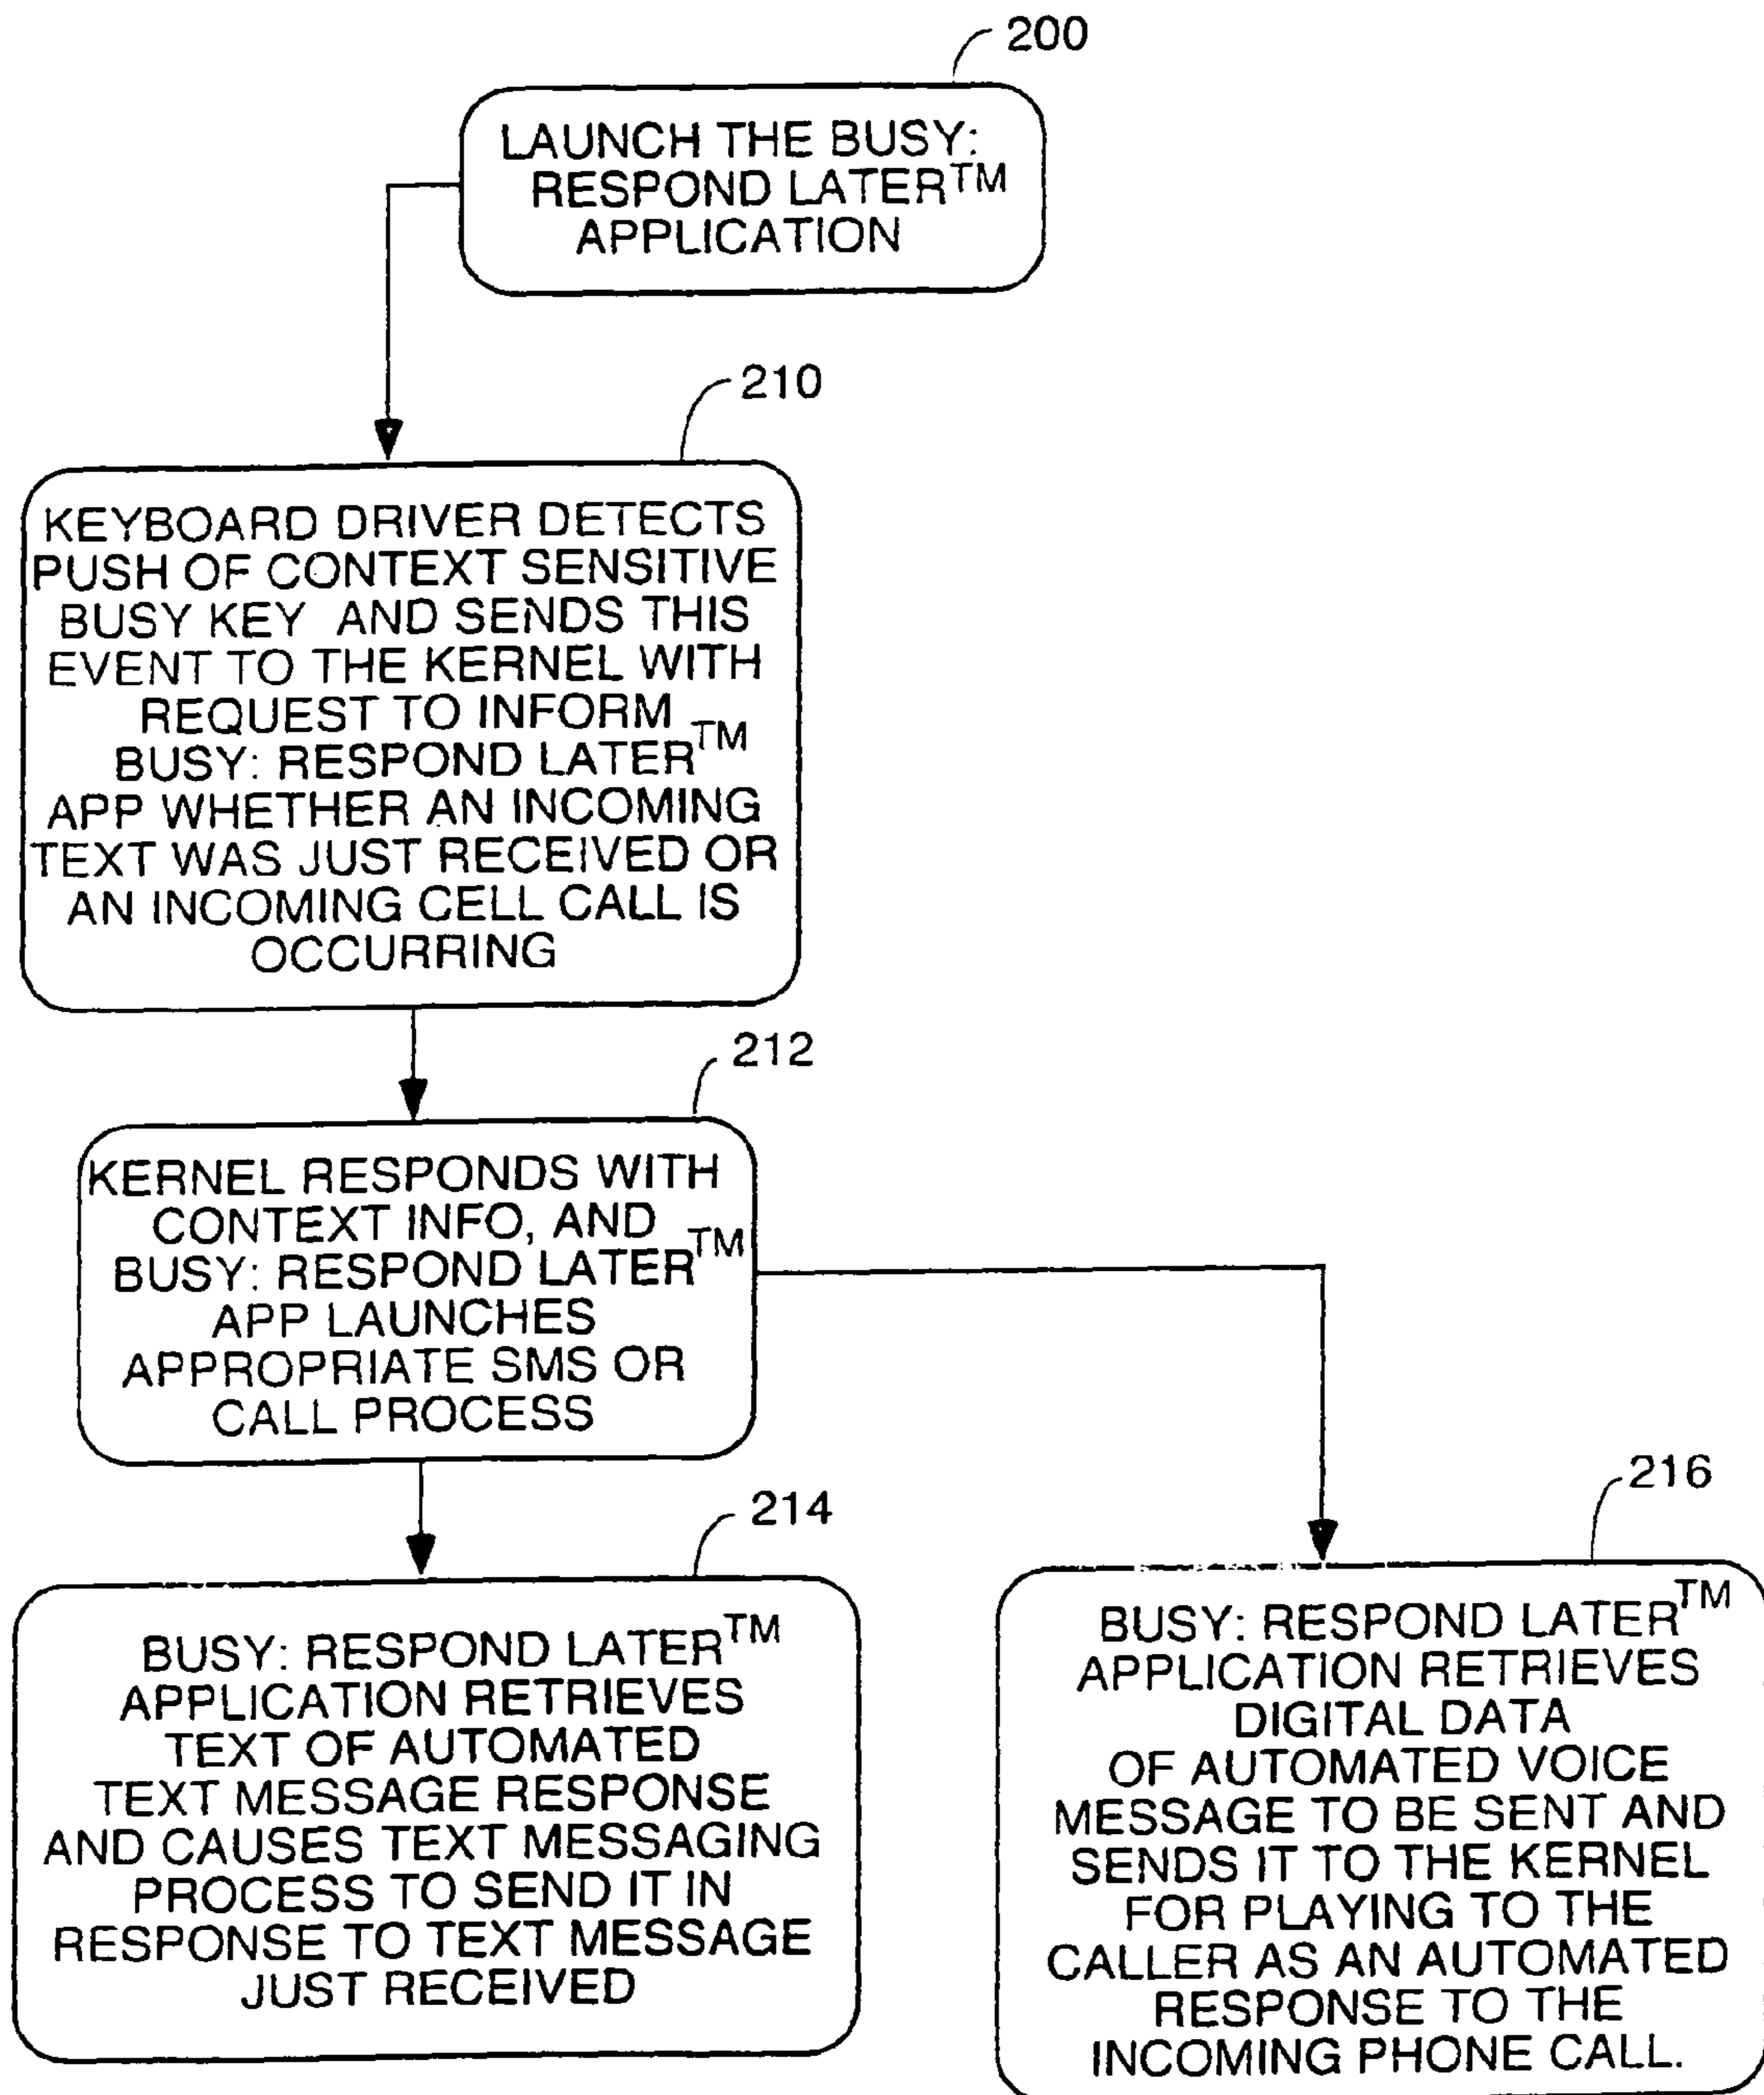 200
LAUNCH THE BUSY:
RESPOND LATER™
APPLICATION
210
KEYBOARD DRIVER DETECTS
PUSH OF CONTEXT SENSITIVE
BUSY KEY AND SENDS THIS
EVENT TO THE KERNEL WITH
REQUEST TO INFORM
BUSY: RESPOND LATER™
APP WHETHER AN INCOMING
TEXT WAS JUST RECEIVED OR
AN INCOMING CELL CALL IS
OCCURRING
212
KERNEL RESPONDS WITH
CONTEXT INFO, AND
BUSY: RESPOND LATER™
APP LAUNCHES
APPROPRIATE SMS OR
CALL PROCESS
214
BUSY: RESPOND LATER™
APPLICATION RETRIEVES
TEXT OF AUTOMATED
TEXT MESSAGE RESPONSE
AND CAUSES TEXT MESSAGING
PROCESS TO SEND IT IN
RESPONSE TO TEXT MESSAGE
JUST RECEIVED
216
BUSY: RESPOND LATER™
APPLICATION RETRIEVES
DIGITAL DATA
OF AUTOMATED VOICE
MESSAGE TO BE SENT AND
SENDS IT TO THE KERNEL
FOR PLAYING TO THE
CALLER AS AN AUTOMATED
RESPONSE TO THE
INCOMING PHONE CALL.